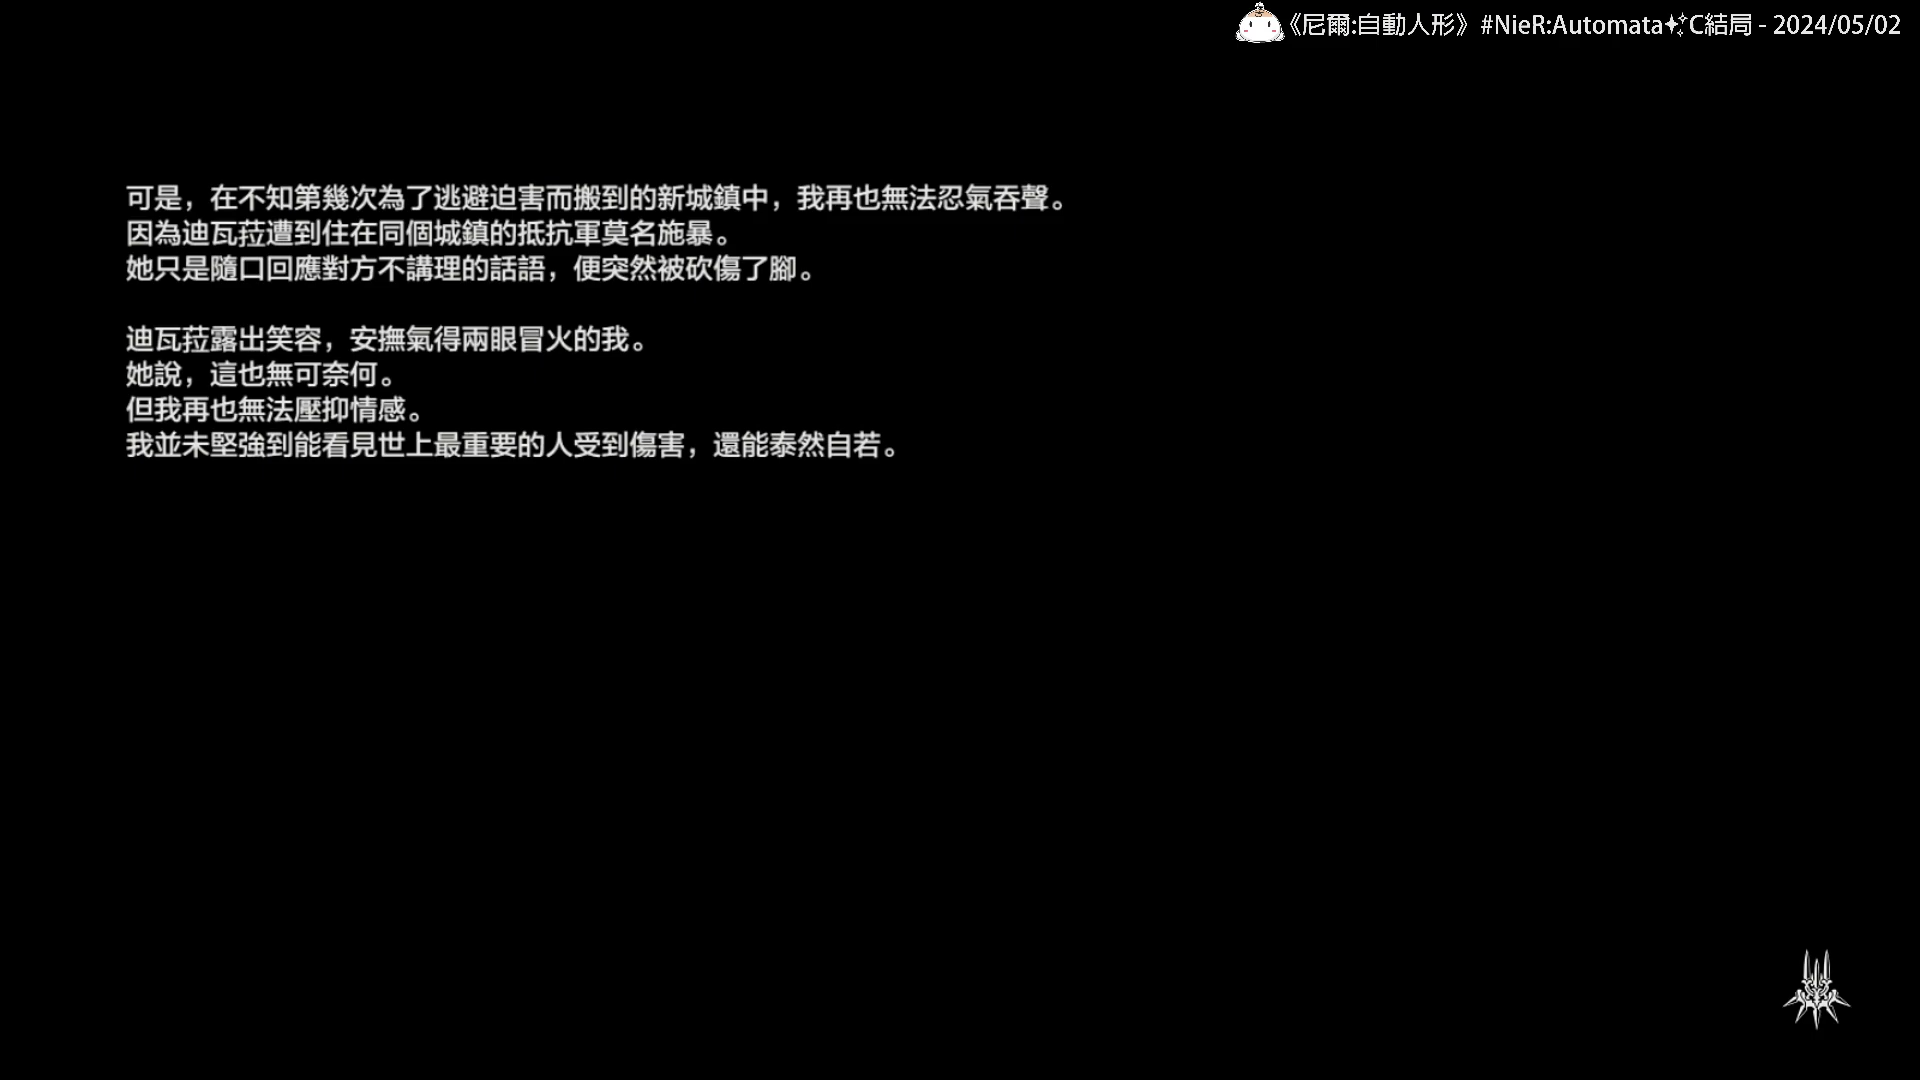 《尼爾:自動人形》#NieR:Automata✨C結局 - 2024/05/02
可是，在不知第幾次為了逃避迫害而搬到的新城鎮中，我再也無法忍氣吞聲。
因為迪瓦菈遭到住在同個城鎮的抵抗軍莫名施暴。
她只是隨口回應對方不講理的話語，便突然被砍傷了腳。
迪瓦菈露出笑容，安撫氣得兩眼冒火的我。
她說，這也無可奈何。
但我再也無法壓抑情感。
我並未堅強到能看見世上最重要的人受到傷害，還能泰然自若。